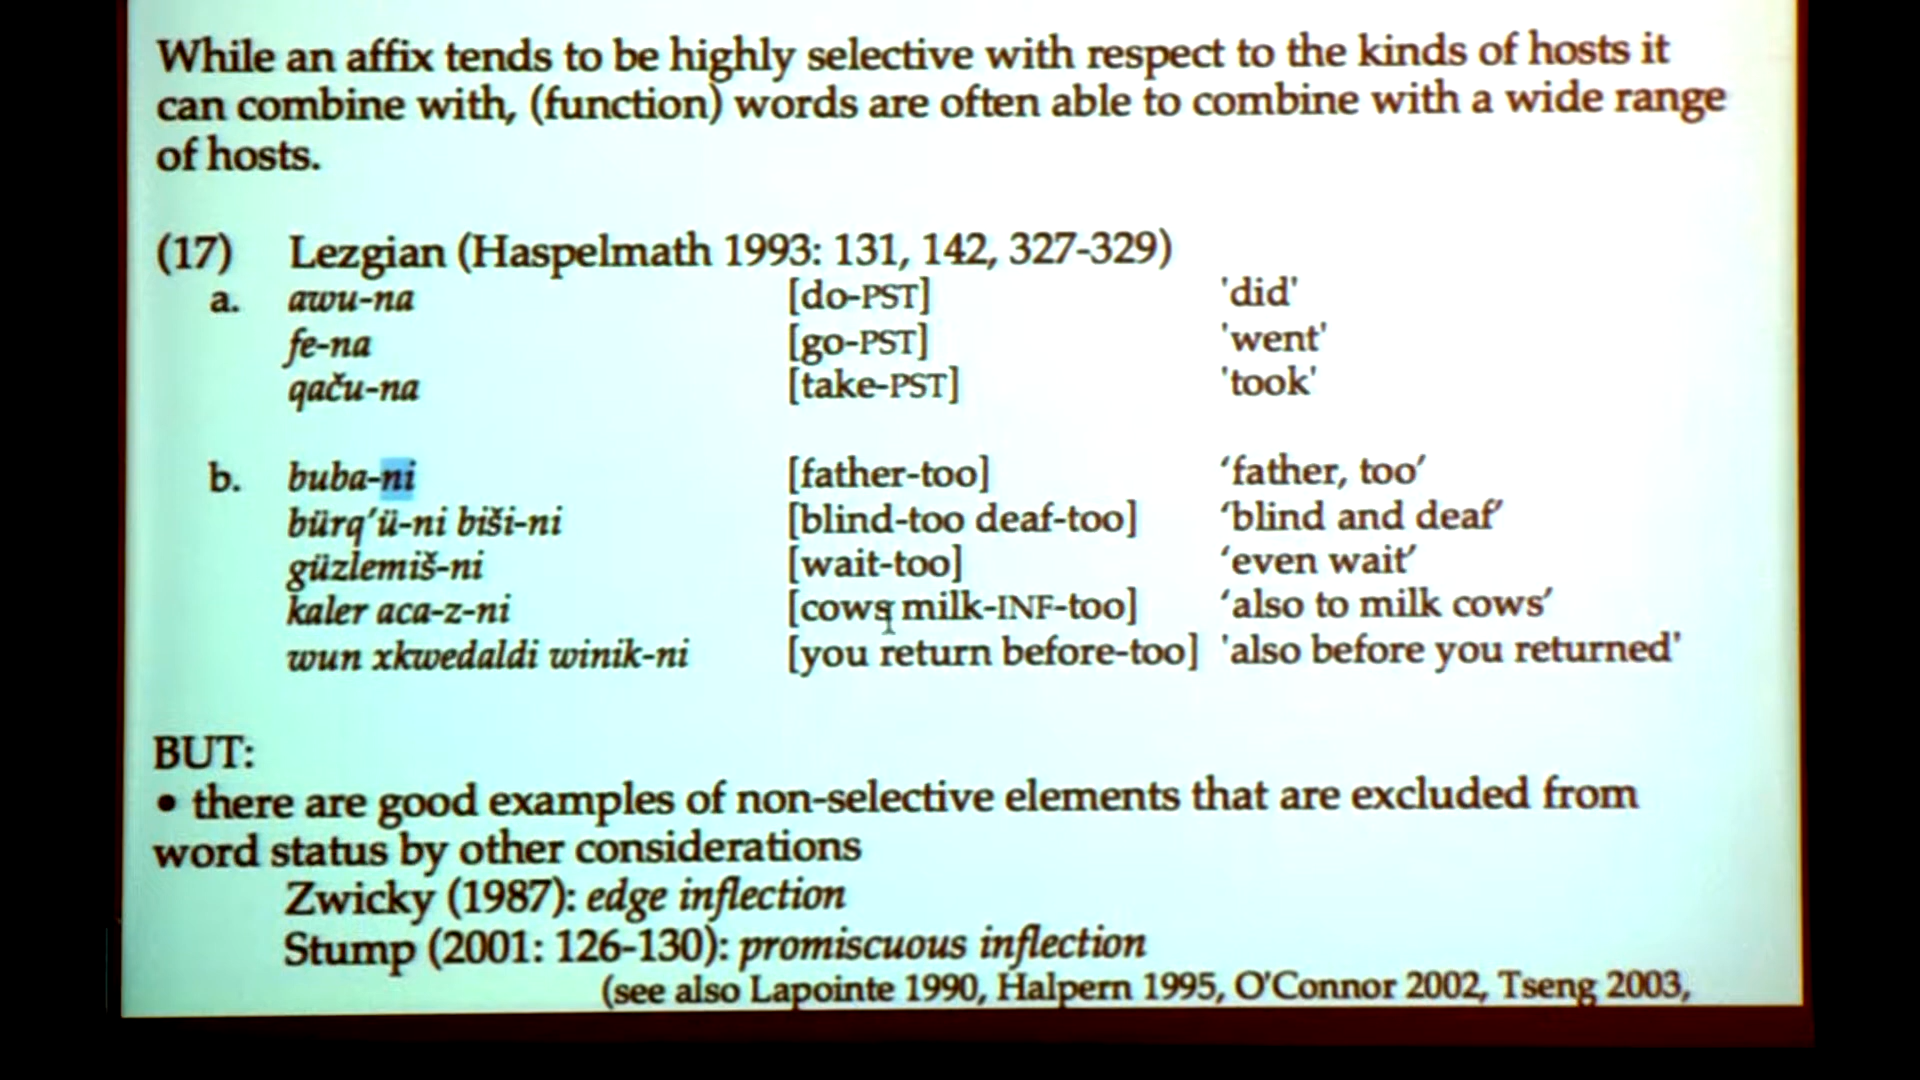 While an affix tends to be highly selective with respect to the kinds of hosts it
can combine with, (function) words are often able to combine with a wide range
of hosts.
(17) Lezgian (Haspelmath 1993: 131, 142, 327-329)
a. awu-na [do-PST] 'did'
fe-na [go-PST] 'went'
qaču-na [take-PST] 'took'
b. buba-ni [father-too] ‘father, too’
bürq’ü-ni biši-ni [blind-too deaf-too] ‘blind and deaf’
güzlemiš-ni [wait-too] ‘even wait’
kaler aca-z-ni [cows milk-INF-too] ‘also to milk cows’
wun xkwedaldi winik-ni [you return before-too] 'also before you returned'
BUT:
• there are good examples of non-selective elements that are excluded from
word status by other considerations
Zwicky (1987): edge inflection
Stump (2001: 126-130): promiscuous inflection
(see also Lapointe 1990, Halpern 1995, O'Connor 2002, Tseng 2003,